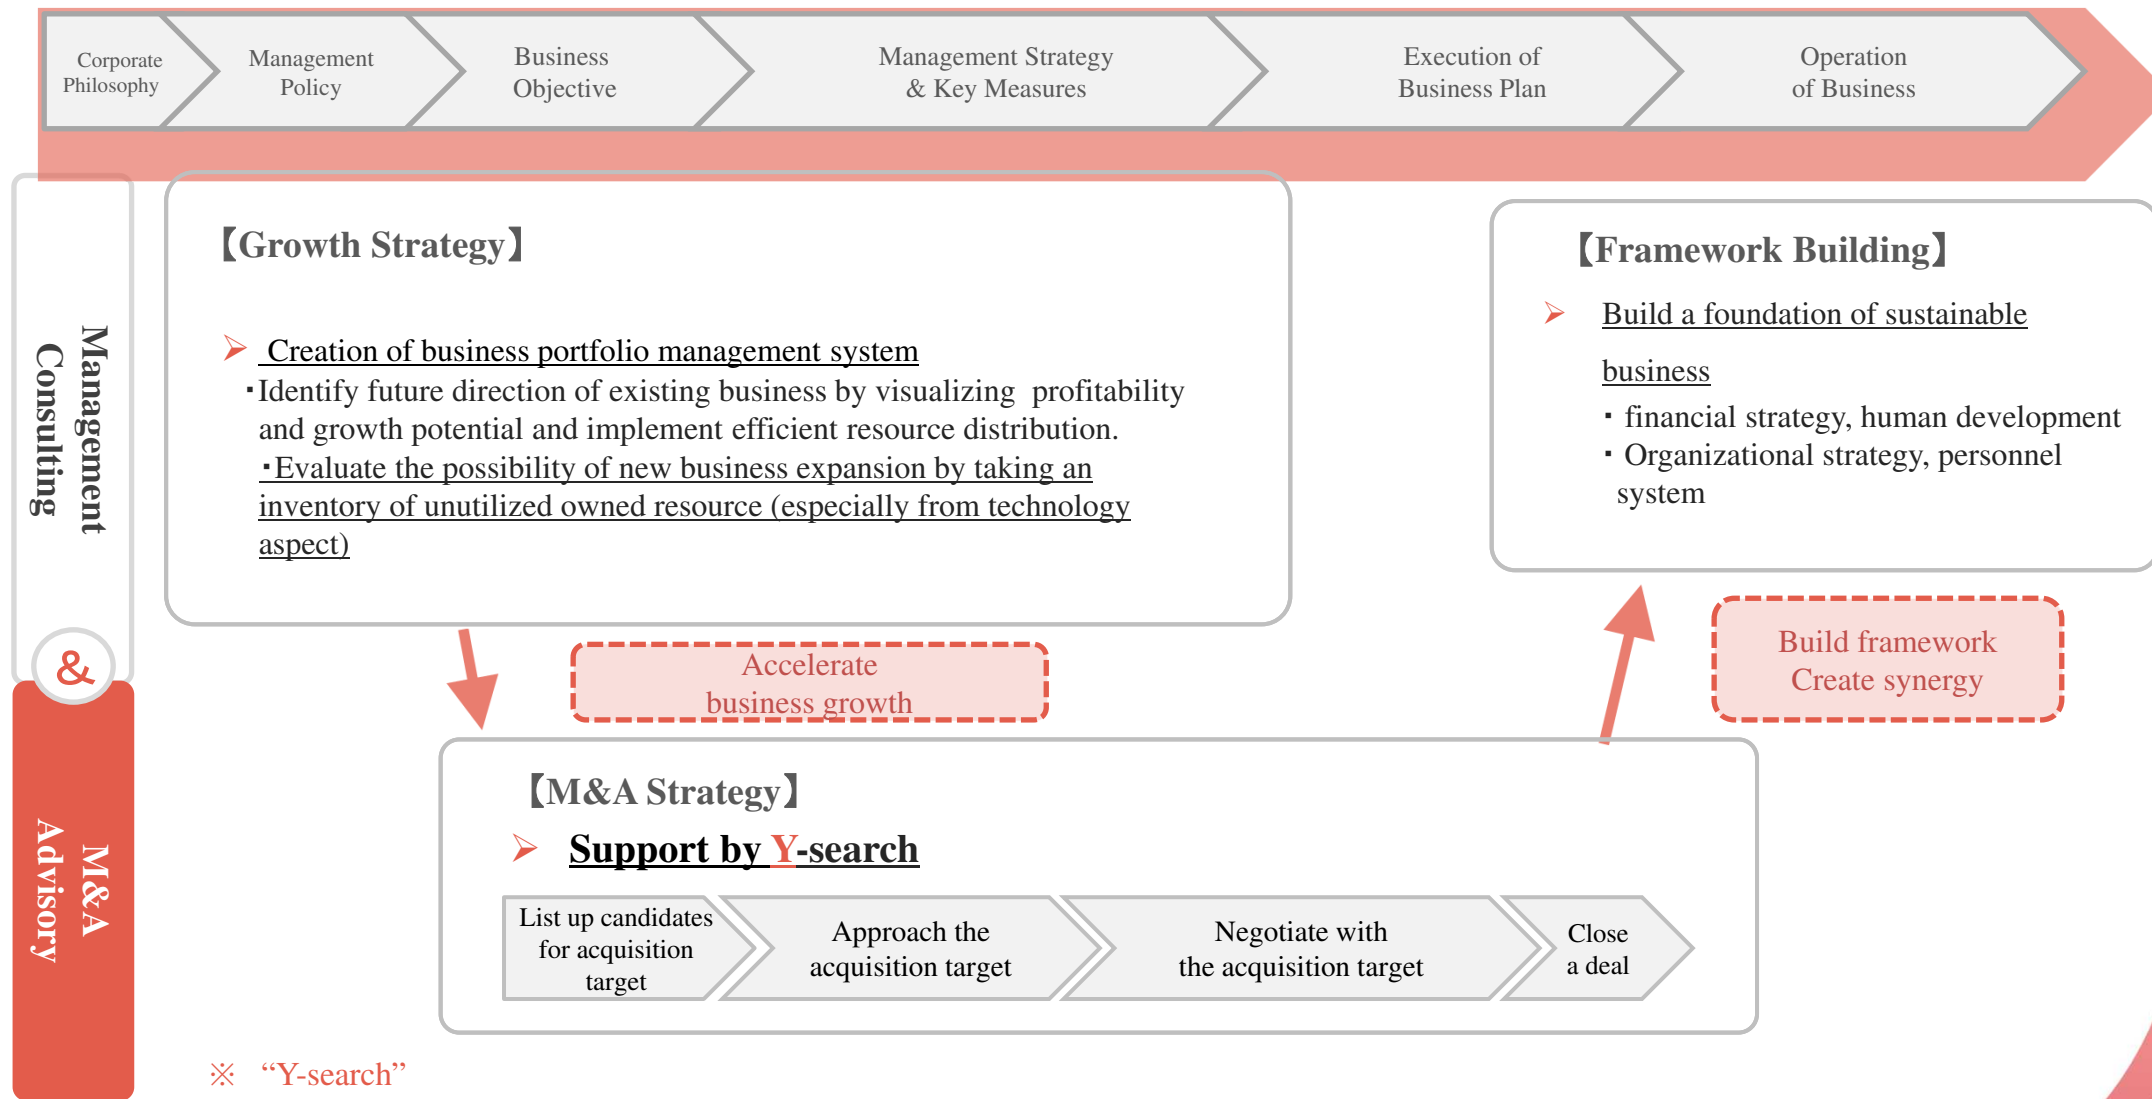 Corporate
Philosophy
Management
Policy
Business
Objective
Management Strategy
& Key Measures
Execution of
Business Plan
Operation
of Business
Management
Consulting
&
M&A
Advisory
【Growth Strategy】
➢ Creation of business portfolio management system
・Identify future direction of existing business by visualizing profitability
and growth potential and implement efficient resource distribution.
・Evaluate the possibility of new business expansion by taking an
inventory of unutilized owned resource (especially from technology
aspect)
【Framework Building】
➢ Build a foundation of sustainable
business
・financial strategy, human development
・Organizational strategy, personnel
system
Accelerate
business growth
Build framework
Create synergy
【M&A Strategy】
➢ Support by Y-search
List up candidates
for acquisition
target
Approach the
acquisition target
Negotiate with
the acquisition target
Close
a deal
※ “Y-search”